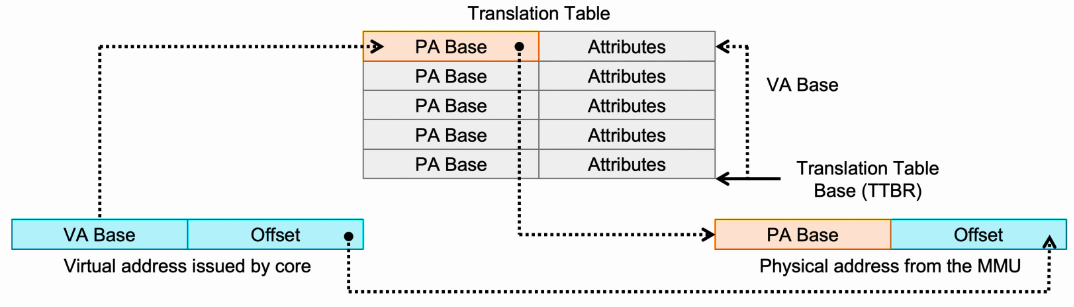 Translation Table
PA Base Attributes
PA Base Attributes
VA Base
PA Base Attributes
PA Base Attributes
PA Base Attributes
Translation Table
Base (TTBR)
VA Base Offset
PA Base Offset
Virtual address issued by core
Physical address from the MMU